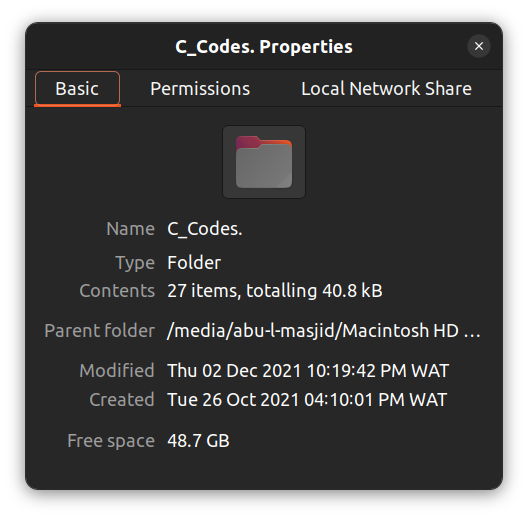 C_Codes. Properties
Basic Permissions Local Network Share
Name C_Codes.
Type Folder
Contents 27 items, totalling 40.8 kB
Parent folder /media/abu-l-masjid/Macintosh HD …
Modified Thu 02 Dec 2021 10:19:42 PM WAT
Created Tue 26 Oct 2021 04:10:01 PM WAT
Free space 48.7 GB